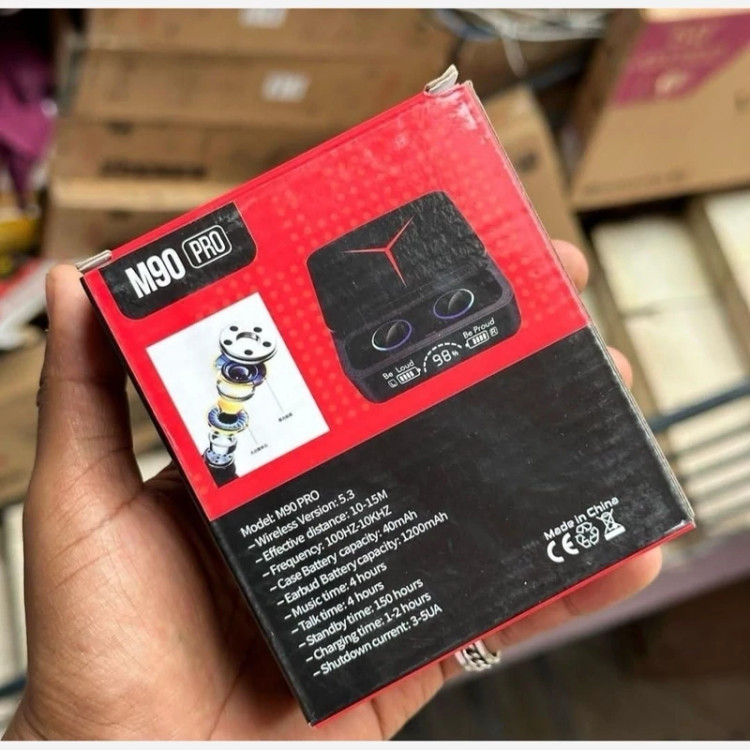 M90 PRO
Be Loud
Be Proud
L
98%
R
Model: M90 PRO
-Wireless Version: 5.3
-Effective distance: 10-15M
-Frequency: 100HZ-10KHZ
-Case Battery capacity: 40mAh
-Earbud Battery capacity: 1200mAh
-Music time: 4 hours
-Talk time: 4 hours
-Standby time: 150 hours
-Charging time: 1-2 hours
-Shutdown current: 3-5UA
Made in China
CE